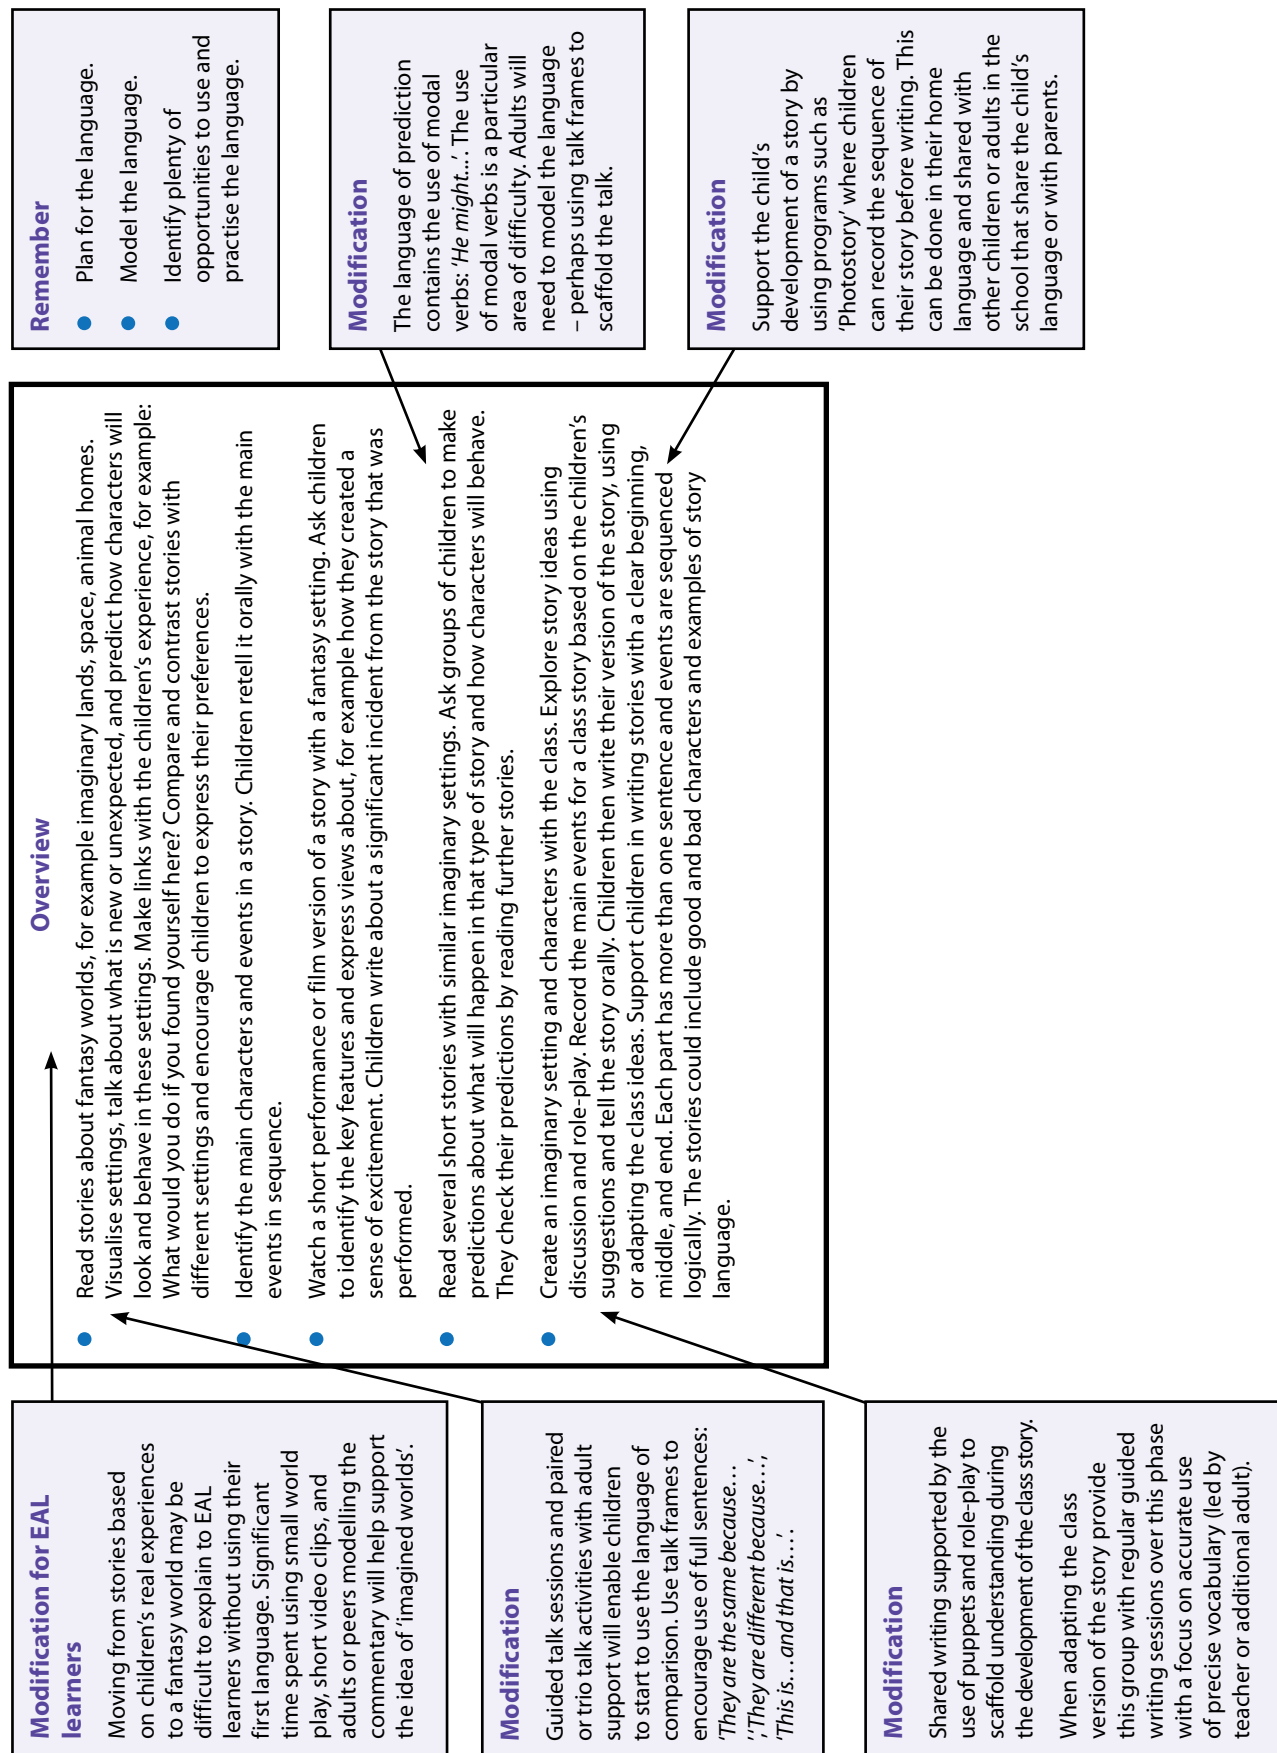 Modification for EAL
learners
Moving from stories based
on children's real experiences
to a fantasy world may be
difficult to explain to EAL
learners without using their
first language. Significant
time spent using small world
play, short video clips, and
adults or peers modelling the
commentary will help support
the idea of 'imagined worlds'.
Modification
Guided talk sessions and paired
or trio talk activities with adult
support will enable children
to start to use the language of
comparison. Use talk frames to
encourage use of full sentences:
'They are the same because…
','They are different because…',
'This is…and that is…'.
Modification
Shared writing supported by the
use of puppets and role-play to
scaffold understanding during
the development of the class story.
When adapting the class
version of the story provide
this group with regular guided
writing sessions over this phase
with a focus on accurate use
of precise vocabulary (led by
teacher or additional adult).
Overview
● Read stories about fantasy worlds, for example imaginary lands, space, animal homes.
Visualise settings, talk about what is new or unexpected, and predict how characters will
look and behave in these settings. Make links with the children's experience, for example:
What would you do if you found yourself here? Compare and contrast stories with
different settings and encourage children to express their preferences.
● Identify the main characters and events in a story. Children retell it orally with the main
events in sequence.
● Watch a short performance or film version of a story with a fantasy setting. Ask children
to identify the key features and express views about, for example how they created a
sense of excitement. Children write about a significant incident from the story that was
performed.
● Read several short stories with similar imaginary settings. Ask groups of children to make
predictions about what will happen in that type of story and how characters will behave.
They check their predictions by reading further stories.
● Create an imaginary setting and characters with the class. Explore story ideas using
discussion and role-play. Record the main events for a class story based on the children's
suggestions and tell the story orally. Children then write their version of the story, using
or adapting the class ideas. Support children in writing stories with a clear beginning,
middle, and end. Each part has more than one sentence and events are sequenced
logically. The stories could include good and bad characters and examples of story
language.
Remember
● Plan for the language.
● Model the language.
● Identify plenty of
opportunities to use and
practise the language.
Modification
The language of prediction
contains the use of modal
verbs: 'He might...'. The use
of modal verbs is a particular
area of difficulty. Adults will
need to model the language
– perhaps using talk frames to
scaffold the talk.
Modification
Support the child's
development of a story by
using programs such as
'Photostory' where children
can record the sequence of
their story before writing. This
can be done in their home
language and shared with
other children or adults in the
school that share the child's
language or with parents.